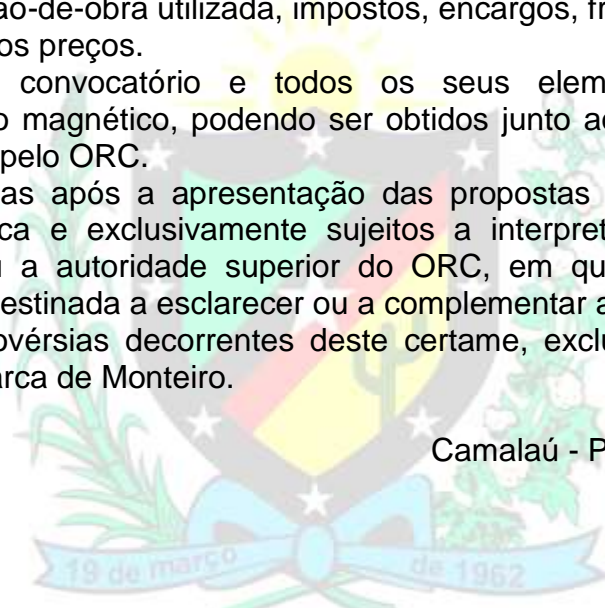 ão-de-obra utilizada, impostos, encargos, fr
os preços.
convocatório e todos os seus elem
o magnético, podendo ser obtidos junto ao
pelo ORC.
as após a apresentação das propostas
ca e exclusivamente sujeitos a interpret
a autoridade superior do ORC, em qu
estinada a esclarecer ou a complementar a
ovérsias decorrentes deste certame, exclu
arca de Monteiro.
Camalaú - P
19 de março de 1962